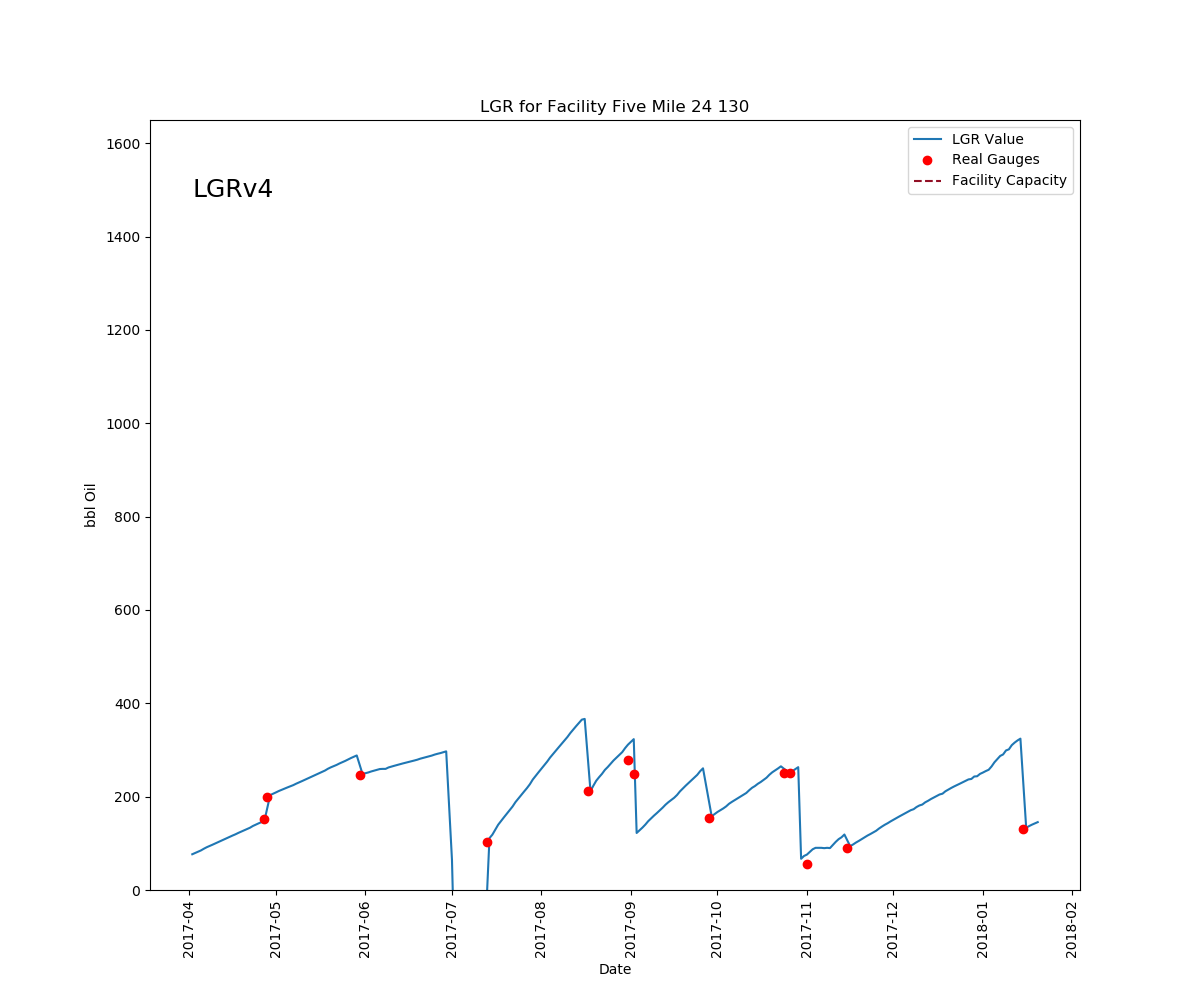 LGR for Facility Five Mile 24 130
LGRv4
LGR Value
Real Gauges
Facility Capacity
1600
1400
1200
1000
800
600
400
200
0
bbl Oil
2017-04
2017-05
2017-06
2017-07
2017-08
2017-09
2017-10
2017-11
2017-12
2018-01
2018-02
Date